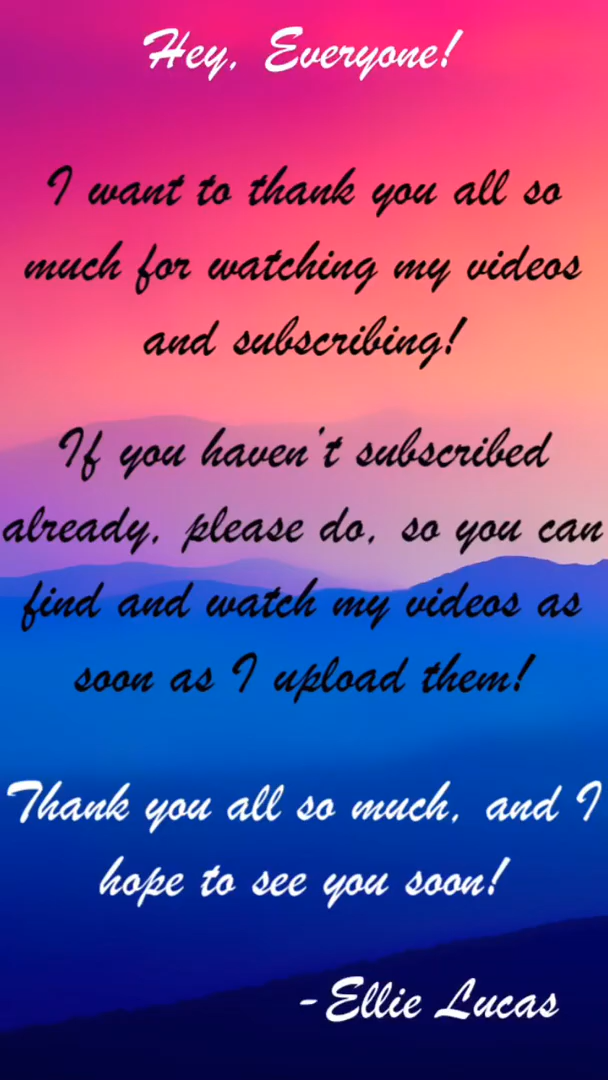 Hey, Everyone!
I want to thank you all so
much for watching my videos
and subscribing!
If you haven't subscribed
already, please do, so you can
find and watch my videos as
soon as I upload them!
Thank you all so much, and I
hope to see you soon!
-Ellie Lucas